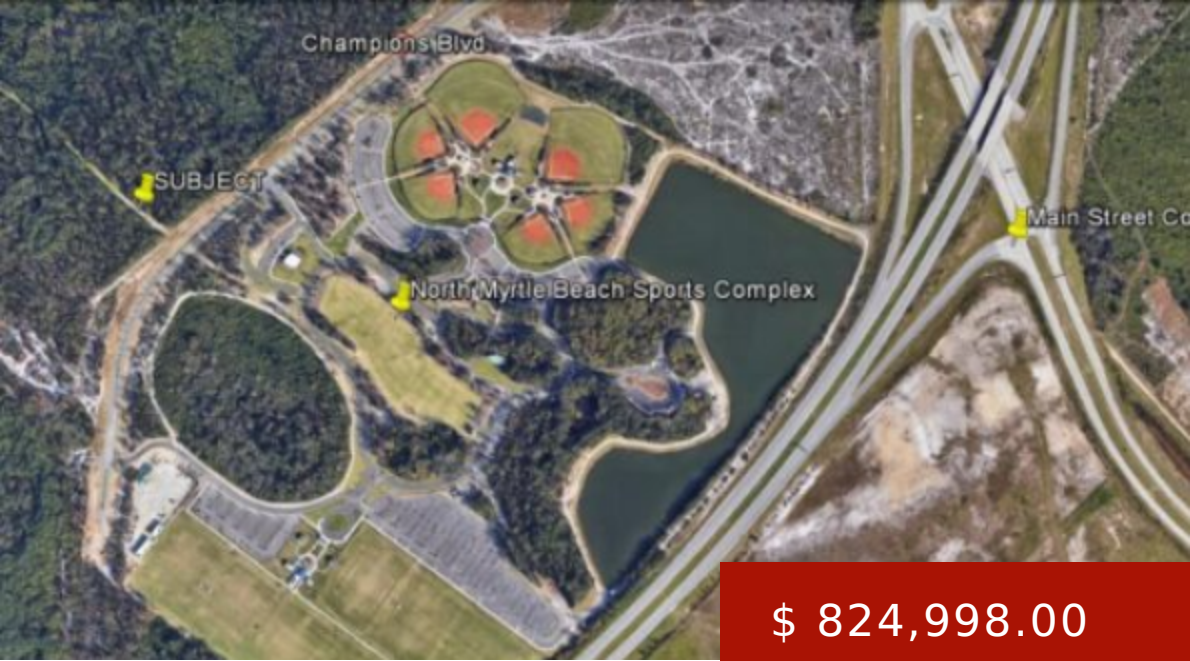 Champions Blvd
SUBJECT
Main Street Co
North Myrtle Beach Sports Complex
$ 824,998.00